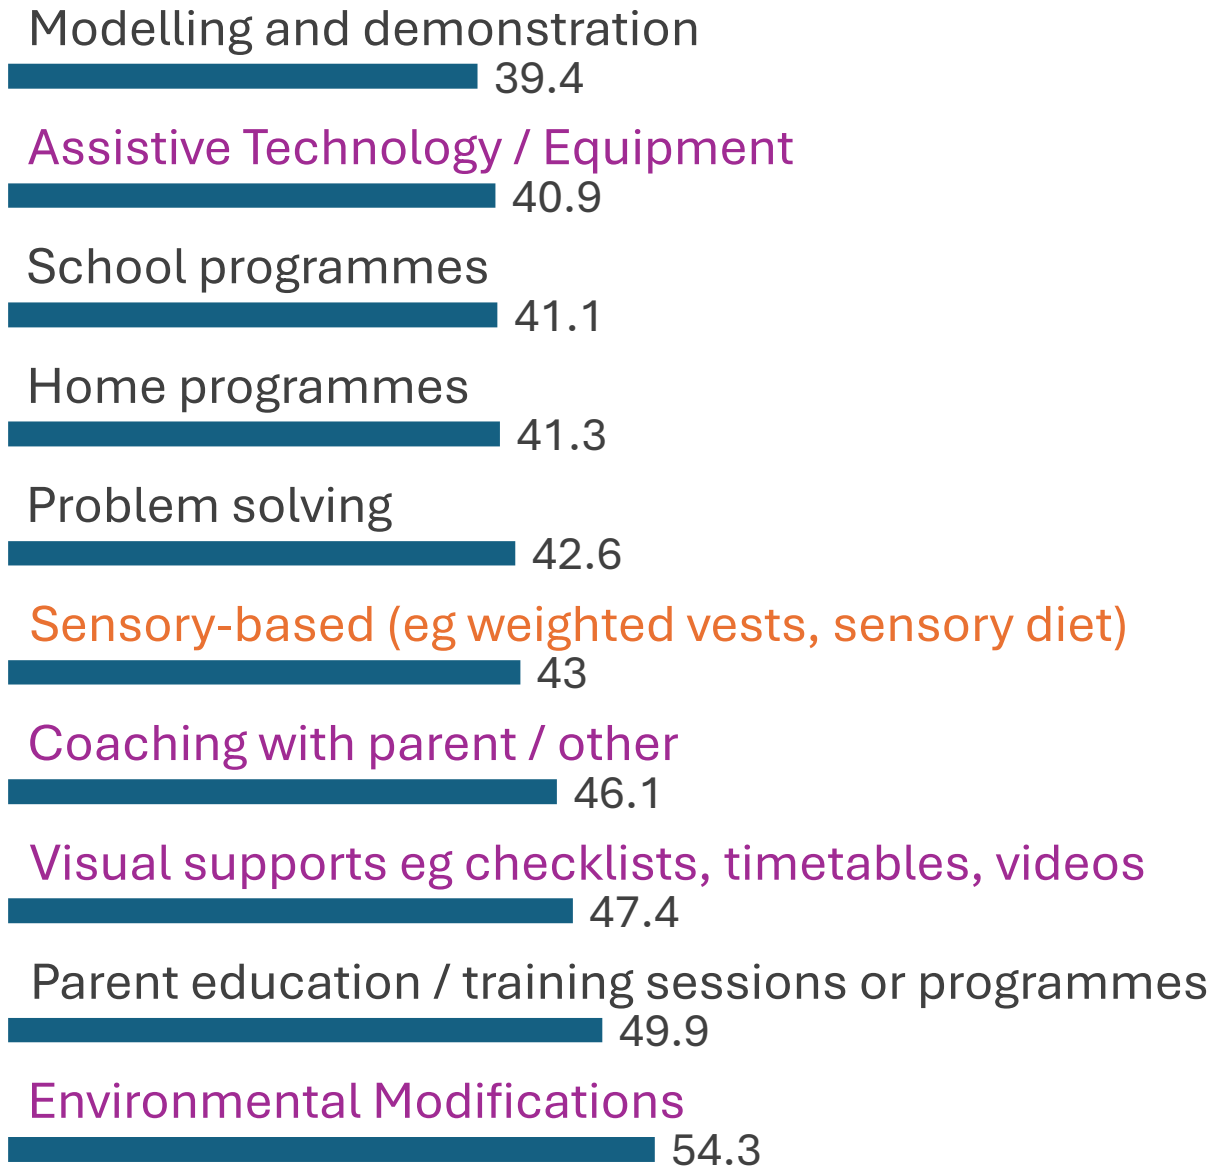 Modelling and demonstration
39.4
Assistive Technology / Equipment
40.9
School programmes
41.1
Home programmes
41.3
Problem solving
42.6
Sensory-based (eg weighted vests, sensory diet)
43
Coaching with parent / other
46.1
Visual supports eg checklists, timetables, videos
47.4
Parent education / training sessions or programmes
49.9
Environmental Modifications
54.3